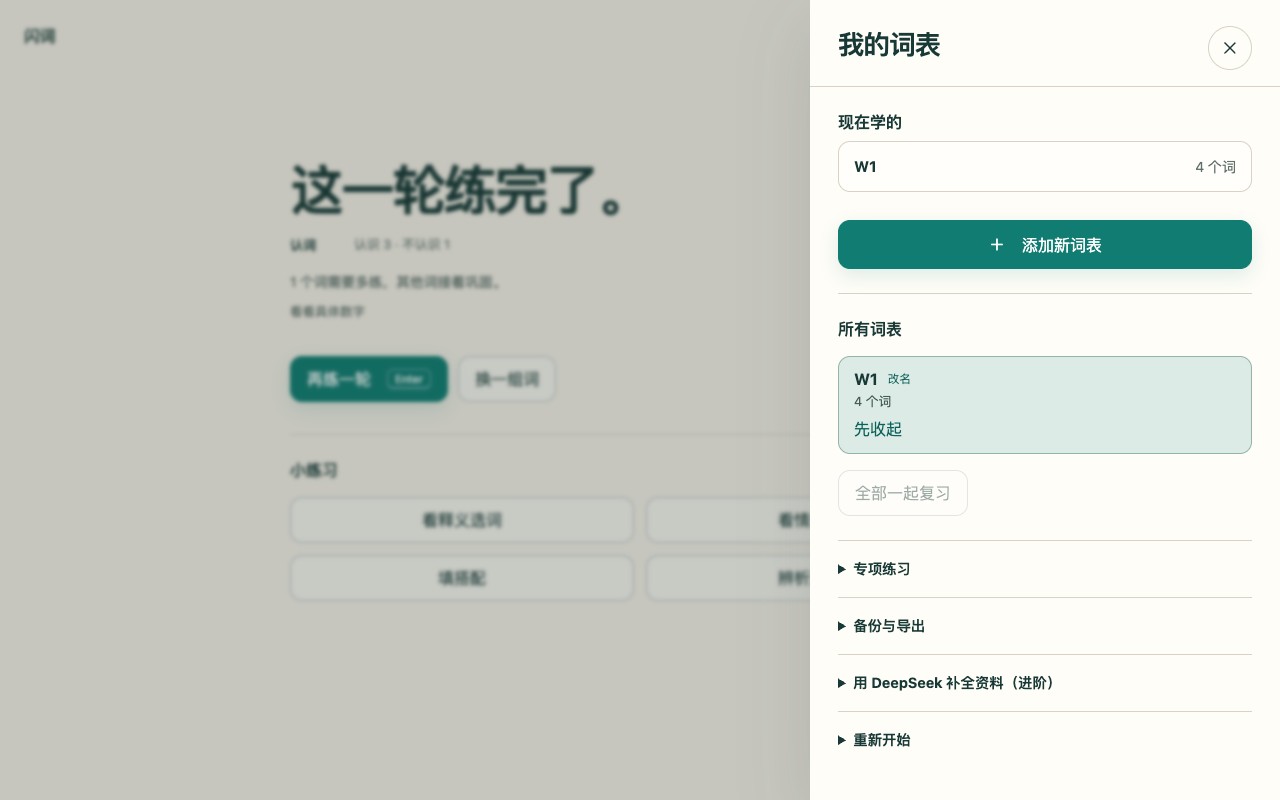 闪词
这一轮练完了。
认词 认识 3 · 不认识 1
1 个词需要多练，其他词接着巩固。
看看具体数字
再练一轮 Enter 换一组词
小练习
看释义选词 看情
填搭配 辨析
我的词表
现在学的
W1 4 个词
+ 添加新词表
所有词表
W1 改名
4 个词
先收起
全部一起复习
专项练习
备份与导出
用 DeepSeek 补全资料（进阶）
重新开始